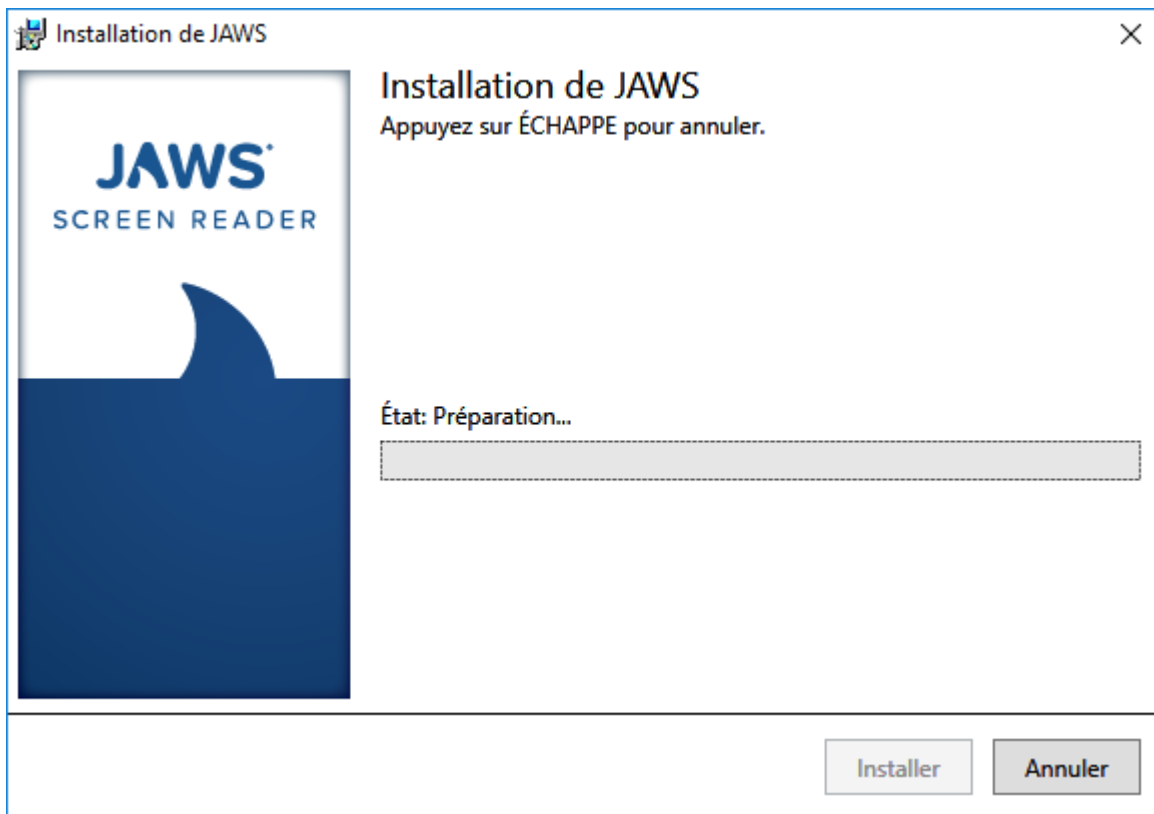 Installation de JAWS
JAWS
SCREEN READER
Installation de JAWS
Appuyez sur ÉCHAPPE pour annuler.
État: Préparation...
Installer
Annuler